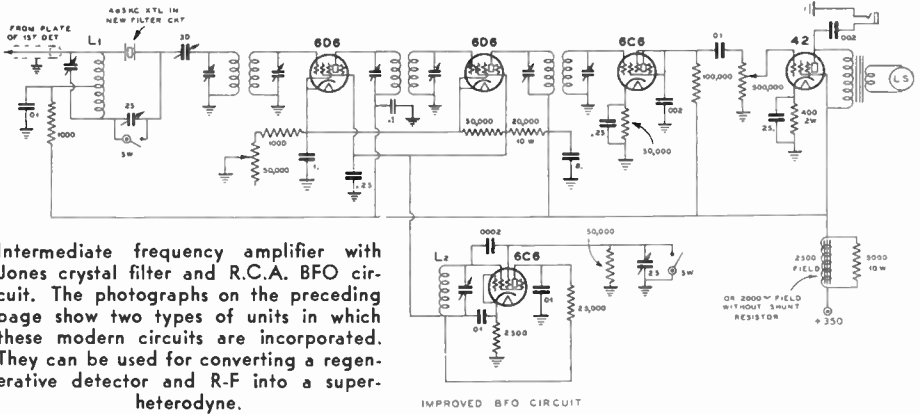 465KC XTL IN
NEW FILTER CKT
FROM PLATE
OF 1ST DET
L1
3D
6D6
6D6
6C6
.01
42
.002
LS
.01
1000
25
SW
1000
50,000
.1
.1
.25
50,000
20,000
10 W
8.
.25
50,000
.002
100,000
500,000
25.
400
2W
L2
.0002
6C6
.01
.01
2500
25,000
50,000
25
SW
2500
FIELD
5000
10 W
OR 2000~ FIELD
WITHOUT SHUNT
RESISTOR
+350
Intermediate frequency amplifier with
Jones crystal filter and R.C.A. BFO cir-
cuit. The photographs on the preceding
page show two types of units in which
these modern circuits are incorporated.
They can be used for converting a regen-
erative detector and R-F into a super-
heterodyne.
IMPROVED BFO CIRCUIT